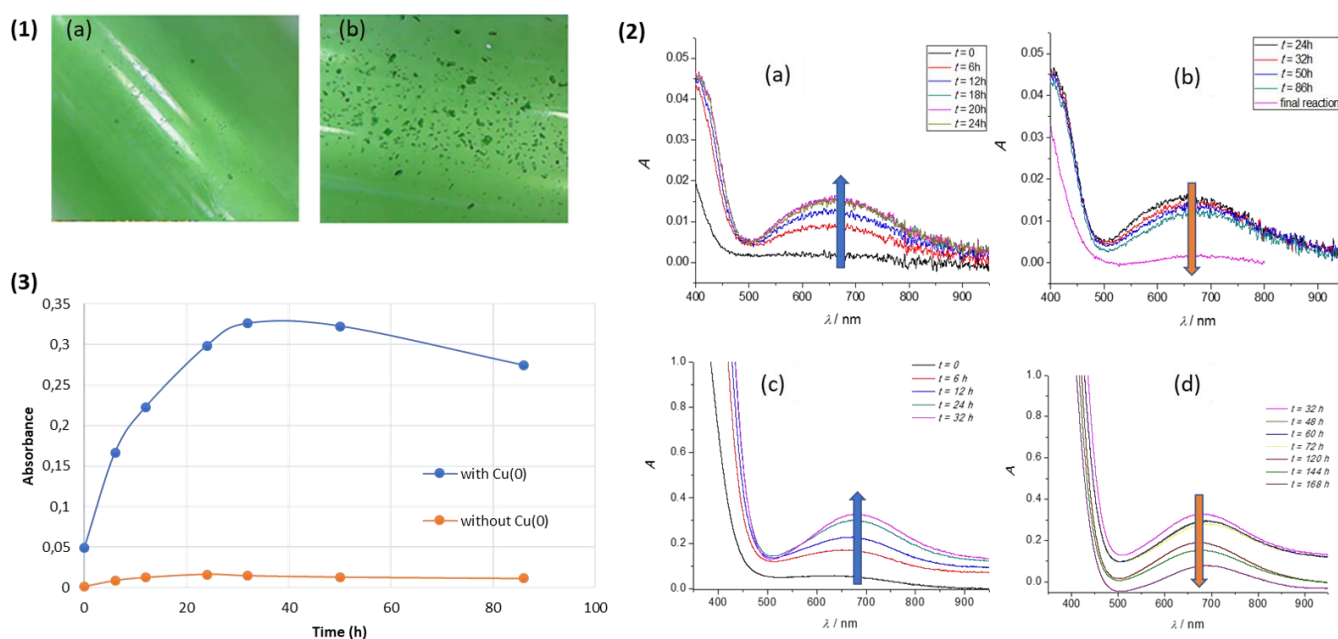 (1)
(a)
(b)
(2)
(a)
A
0.05
0.04
0.03
0.02
0.01
0.00
400 500 600 700 800 900
λ / nm
t = 0
t = 6h
t = 12h
t = 18h
t = 20h
t = 24h
(b)
A
0.05
0.04
0.03
0.02
0.01
0.00
400 500 600 700 800 900
λ / nm
t = 24h
t = 32h
t = 50h
t = 86h
final reaction
(3)
Absorbance
0,35
0,3
0,25
0,2
0,15
0,1
0,05
0
0 20 40 60 80 100
Time (h)
with Cu(0)
without Cu(0)
(c)
A
1.0
0.8
0.6
0.4
0.2
0.0
400 500 600 700 800 900
λ / nm
t = 0
t = 6 h
t = 12 h
t = 24 h
t = 32 h
(d)
A
1.0
0.8
0.6
0.4
0.2
0.0
400 500 600 700 800 900
λ / nm
t = 32 h
t = 48 h
t = 60 h
t = 72 h
t = 120 h
t = 144 h
t = 168 h